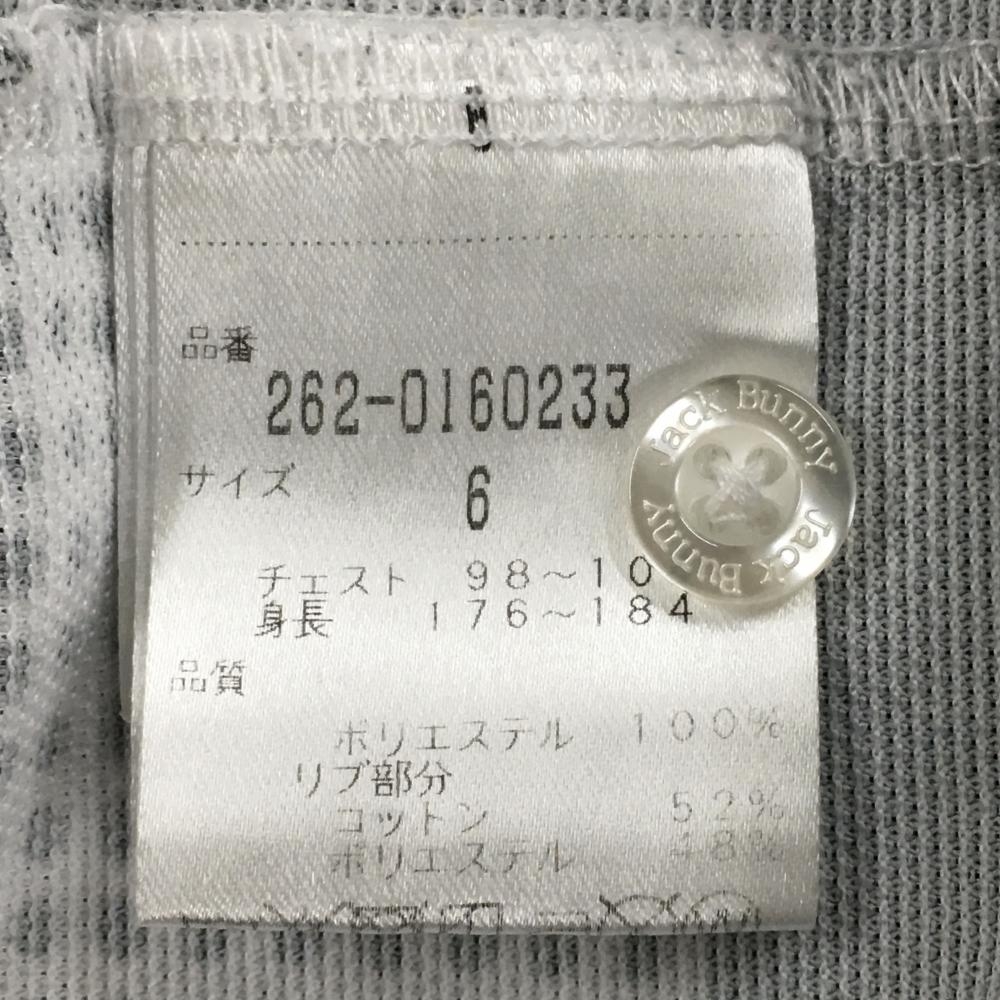 品番
262-0160233
サイズ
6
チェスト 98~10
身長 176~184
品質
ポリエステル 100%
リブ部分
コットン 52%
ポリエステル 48%
Jack Bunny
Jack Bunny